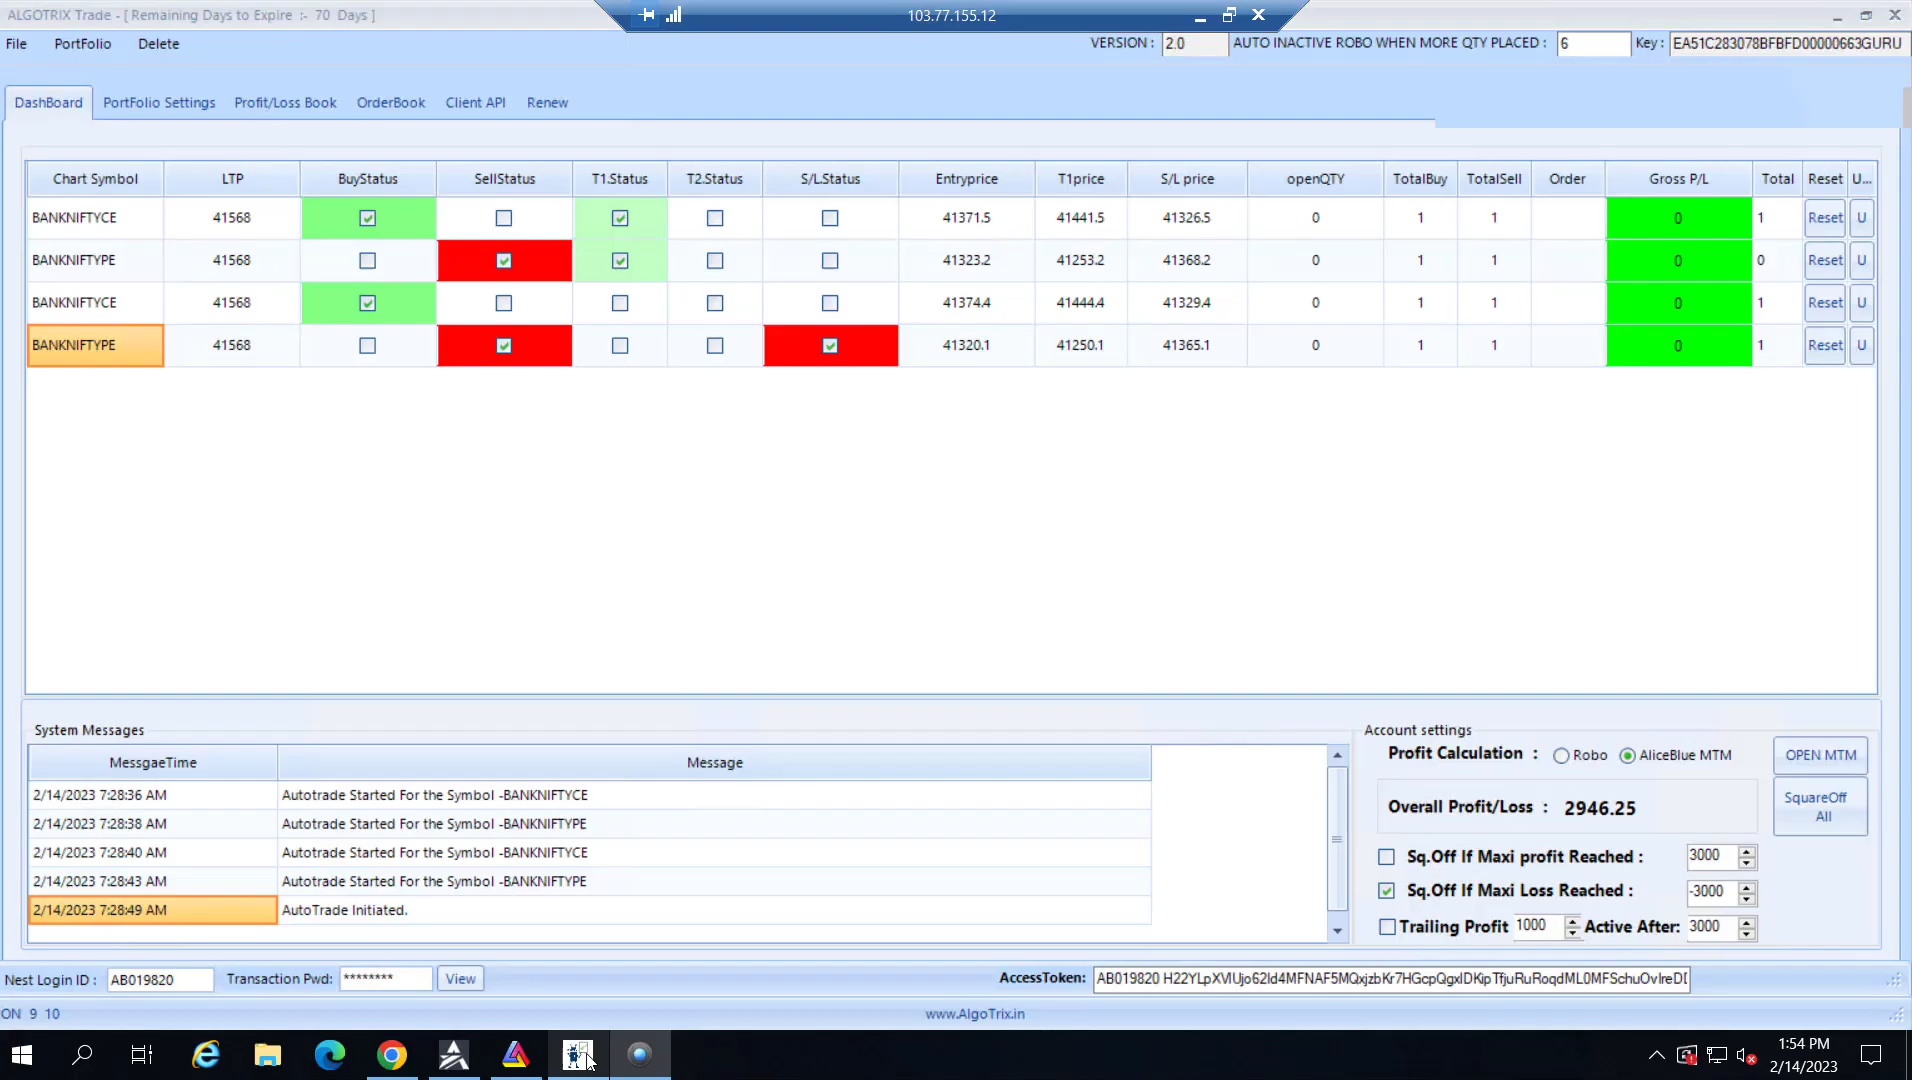 ALGOTRIX Trade - [ Remaining Days to Expire :- 70 Days ]
103.77.155.12
File PortFolio Delete
VERSION : 2.0 AUTO INACTIVE ROBO WHEN MORE QTY PLACED : 6 Key : EA51C283078BFBFD00000663GURU
DashBoard PortFolio Settings Profit/Loss Book OrderBook Client API Renew
Chart Symbol LTP BuyStatus SellStatus T1.Status T2.Status S/L.Status Entryprice T1price S/L price openQTY TotalBuy TotalSell Order Gross P/L Total Reset U...
BANKNIFTYCE 41568 41371.5 41441.5 41326.5 0 1 1 0 1 Reset U
BANKNIFTYPE 41568 41323.2 41253.2 41368.2 0 1 1 0 0 Reset U
BANKNIFTYCE 41568 41374.4 41444.4 41329.4 0 1 1 0 1 Reset U
BANKNIFTYPE 41568 41320.1 41250.1 41365.1 0 1 1 0 1 Reset U
System Messages
MessgaeTime Message
2/14/2023 7:28:36 AM Autotrade Started For the Symbol -BANKNIFTYCE
2/14/2023 7:28:38 AM Autotrade Started For the Symbol -BANKNIFTYPE
2/14/2023 7:28:40 AM Autotrade Started For the Symbol -BANKNIFTYCE
2/14/2023 7:28:43 AM Autotrade Started For the Symbol -BANKNIFTYPE
2/14/2023 7:28:49 AM AutoTrade Initiated.
Account settings
Profit Calculation : Robo AliceBlue MTM OPEN MTM
Overall Profit/Loss : 2946.25
SquareOff
All
Sq.Off If Maxi profit Reached : 3000
Sq.Off If Maxi Loss Reached : -3000
Trailing Profit 1000 Active After: 3000
Nest Login ID : AB019820 Transaction Pwd: ******** View
AccessToken: AB019820
ON 9 10
www.AlgoTrix.in
1:54 PM
2/14/2023